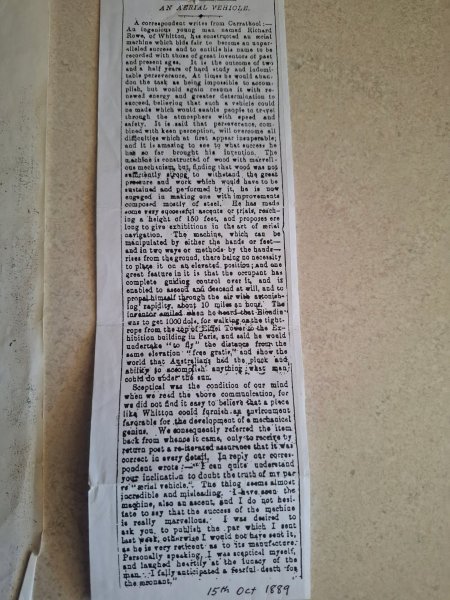 AN AERIAL VEHICLE.
A correspondent writes from Carrathool:—
An ingenious young man named Richard
Rowe, of Whitton, has constructed an aerial
machine which bids fair to become an unpar-
alleled success and to entitle his name to be
recorded with those of great inventors of past
and present ages. It is the outcome of two
and a half years of hard study and indomi-
table perseverance. At times he would aban-
don the task as being impossible to accom-
plish, but would again resume it with re-
newed energy and greater determination to
succeed, believing that such a vehicle could
be made which would enable people to travel
through the atmosphere with speed and
safety. It is said that perseverance, com-
bined with keen perception, will overcome all
difficulties which at first appear insuperable;
and it is amazing to see to what success he
has so far brought his invention. The
machine is constructed of wood with marvell-
ous mechanism, but, finding that wood was not
sufficiently strong to withstand the great
pressure and work which would have to be
sustained and performed by it, he is now
engaged in making one with improvements
composed mostly of steel. He has made
some very successful ascents or trials, reach-
ing a height of 150 feet, and proposes ere
long to give exhibitions in the art of aerial
navigation. The machine, which can be
manipulated by either the hands or feet—
and in two ways or methods by the hands—
rises from the ground, there being no necessity
to place it on an elevated position; and one
great feature in it is that the occupant has
complete guiding control over it, and is
enabled to ascend and descend at will, and to
propel himself through the air with astonish-
ing rapidity, about 10 miles an hour. The
inventor smiled when he heard that Blondin
was to get 1000 dols. for walking on the tight-
rope from the top of Eiffel Tower to the Ex-
hibition building in Paris, and said he would
undertake "to fly" the distance from the
same elevation "free gratis," and show the
world that Australians had the pluck and
ability to accomplish anything what man
could do under the sun.
Sceptical was the condition of our mind
when we read the above communication, for
we did not find it easy to believe that a place
like Whitton could furnish an environment
favorable for the development of a mechanical
genius. We consequently referred the item
back from whence it came, only to receive by
return post a re-iterated assurance that it was
correct in every detail. In reply our corres-
pondent wrote:—"I can quite understand
your inclination to doubt the truth of my par
re "aerial vehicle." The thing seems almost
incredible and misleading. I have seen the
machine, also an ascent, and I do not hesi-
tate to say that the success of the machine
is really marvellous. I was desired to
ask you to publish the par which I sent
last week, otherwise I would not have sent it,
as he is very reticent as to its manufacture.
Personally speaking, I was sceptical myself,
and laughed heartily at the lunacy of the
man. I fully anticipated a fearful death for
the aeronant."
15th Oct 1889